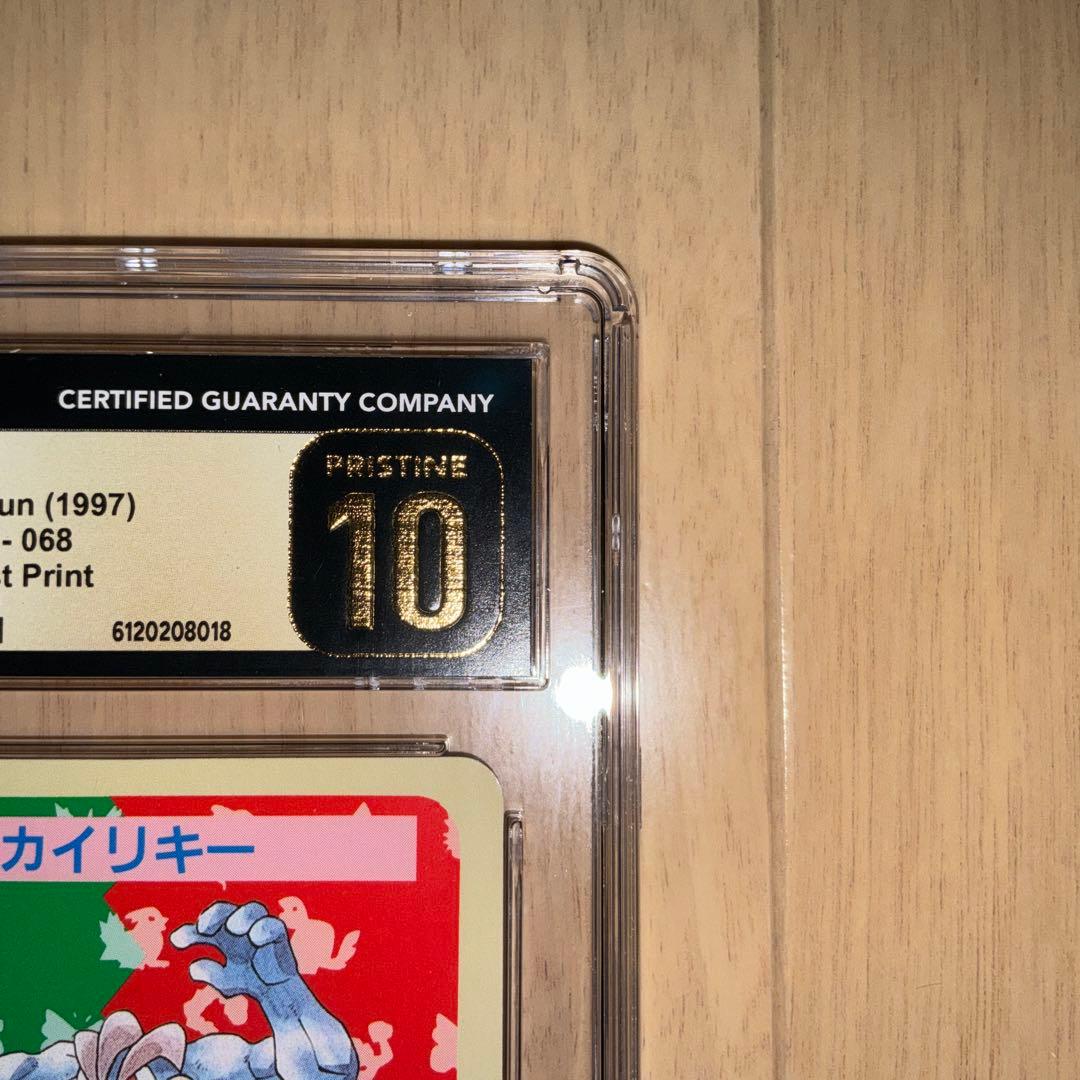 CERTIFIED GUARANTY COMPANY
PRISTINE
10
un (1997)
- 068
t Print
6120208018
カイリキー